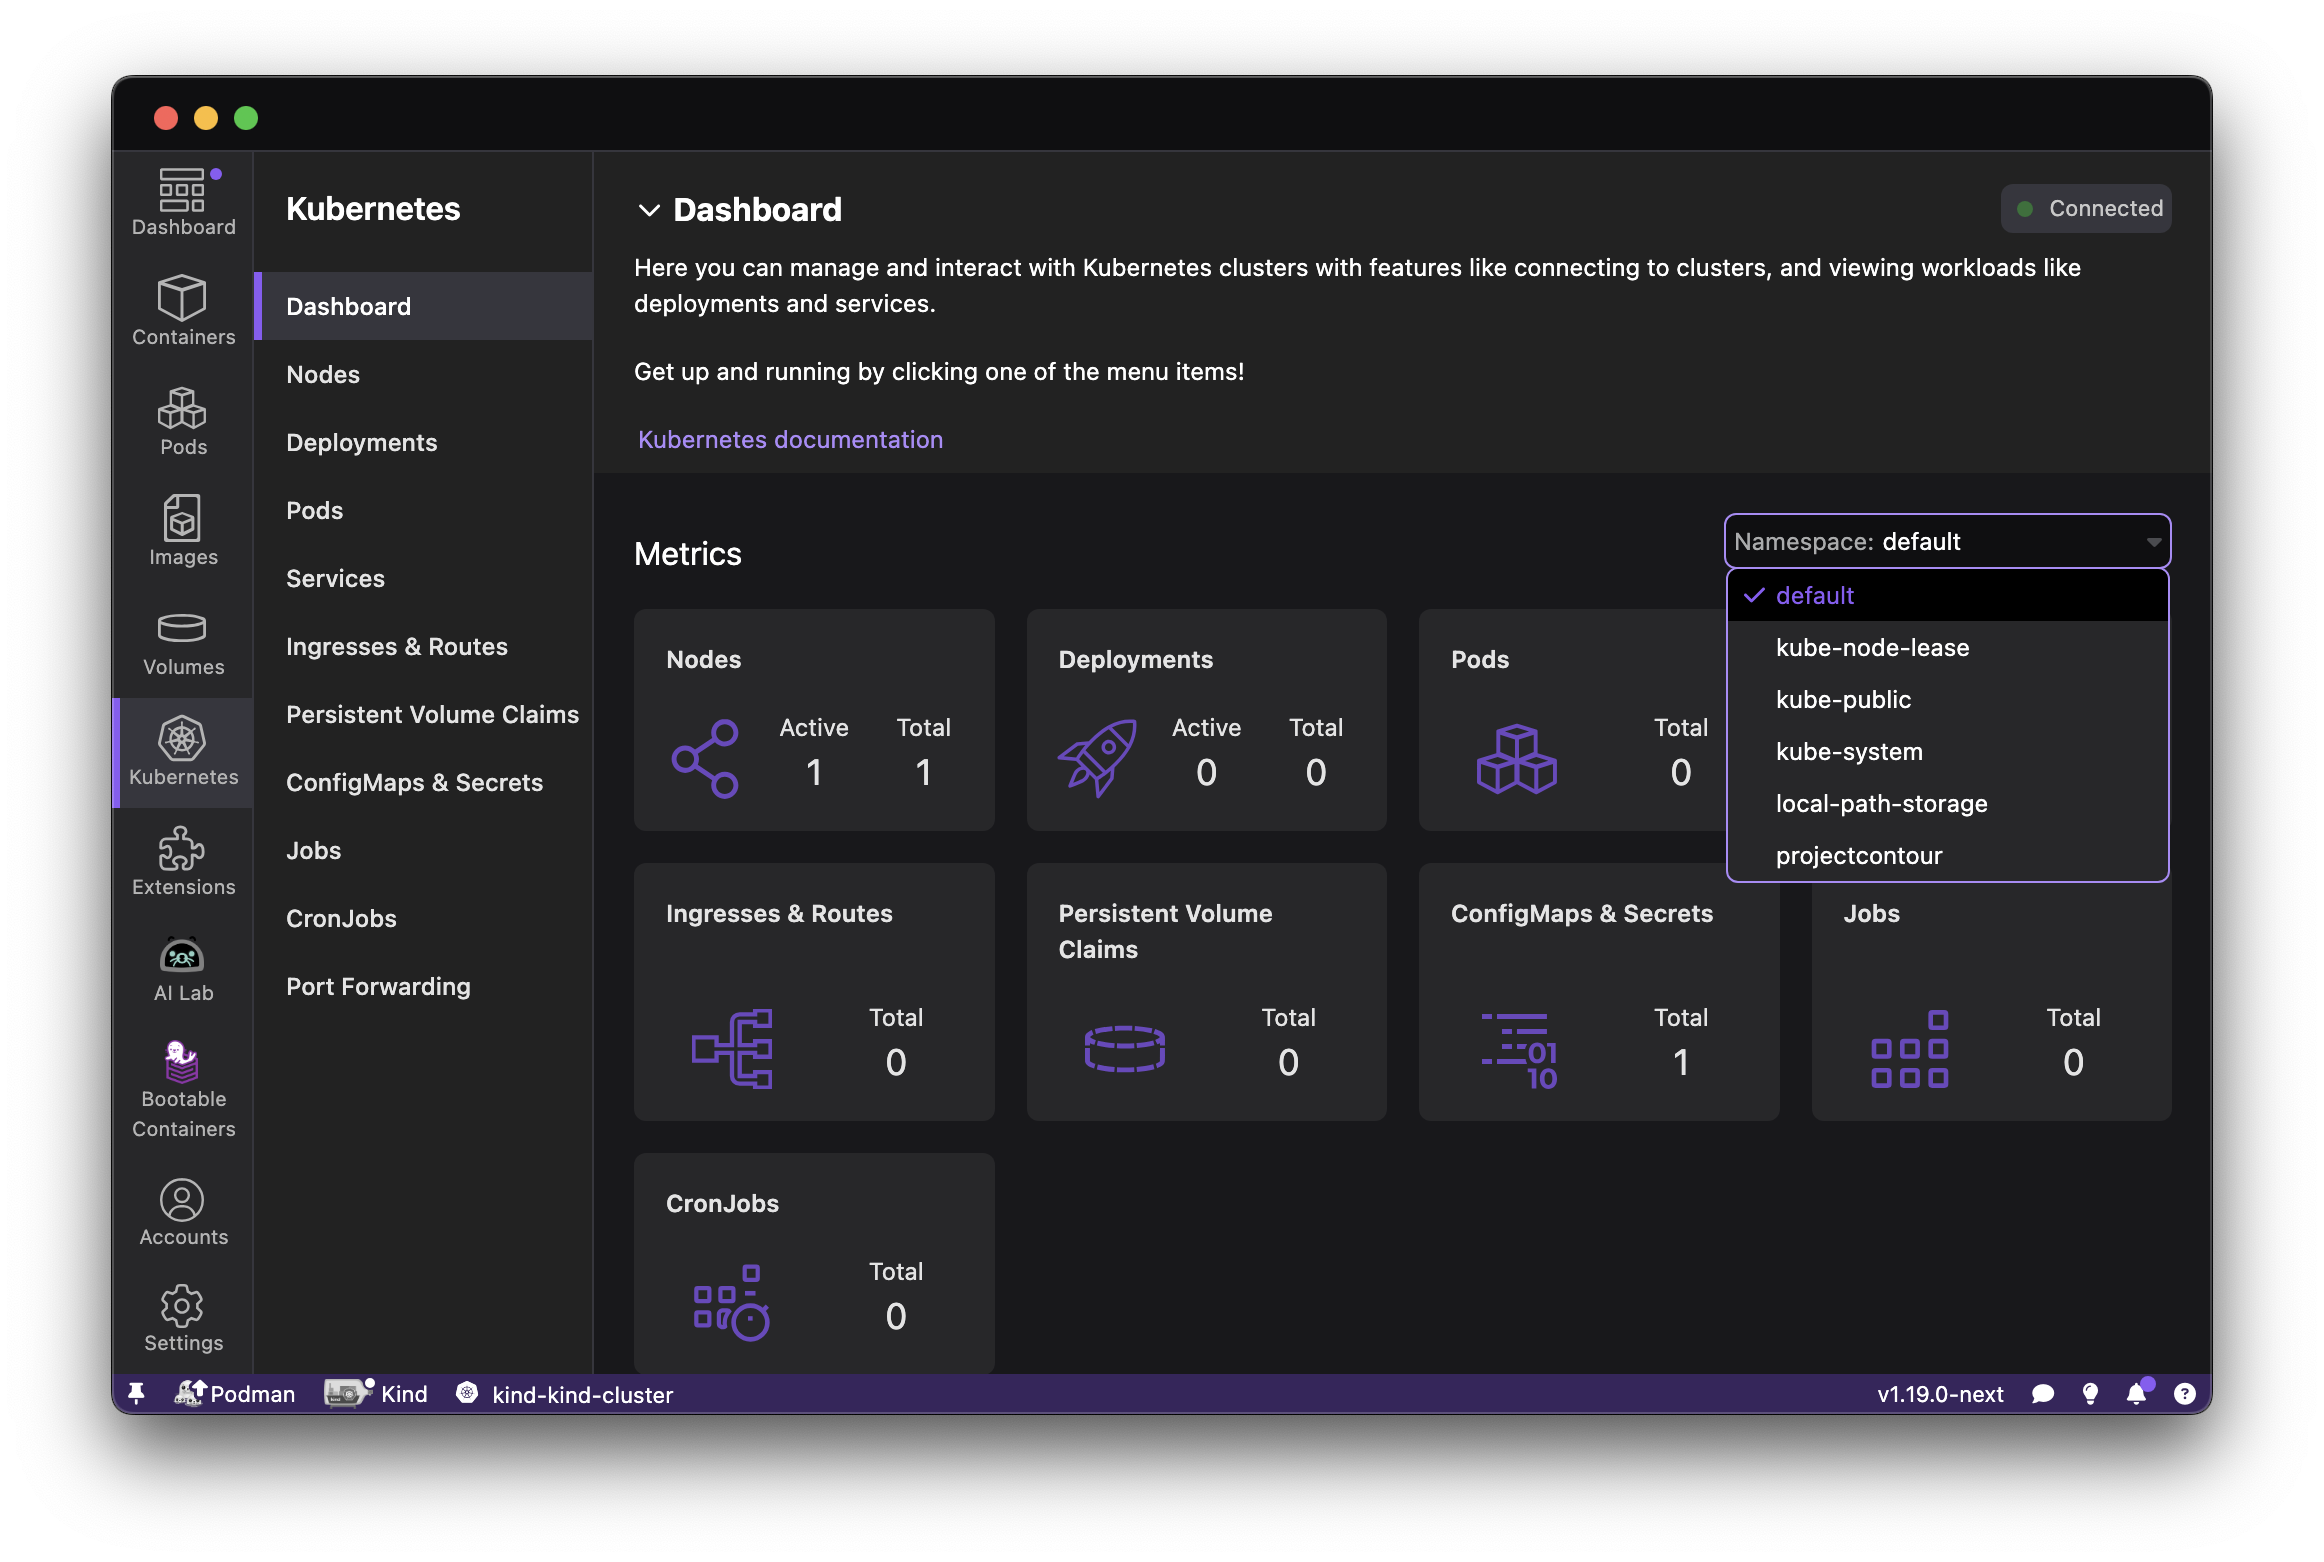 Dashboard
Containers
Pods
Images
Volumes
Kubernetes
Extensions
AI Lab
Bootable
Containers
Accounts
Settings
Kubernetes
Dashboard
Nodes
Deployments
Pods
Services
Ingresses & Routes
Persistent Volume Claims
ConfigMaps & Secrets
Jobs
CronJobs
Port Forwarding
Dashboard
Connected
Here you can manage and interact with Kubernetes clusters with features like connecting to clusters, and viewing workloads like
deployments and services.
Get up and running by clicking one of the menu items!
Kubernetes documentation
Metrics
Namespace: default
default
kube-node-lease
kube-public
kube-system
local-path-storage
projectcontour
Nodes
Active Total
1 1
Deployments
Active Total
0 0
Pods
Total
0
Ingresses & Routes
Total
0
Persistent Volume
Claims
Total
0
ConfigMaps & Secrets
01
10
Total
1
Jobs
Total
0
CronJobs
Total
0
Podman Kind kind-kind-cluster
v1.19.0-next